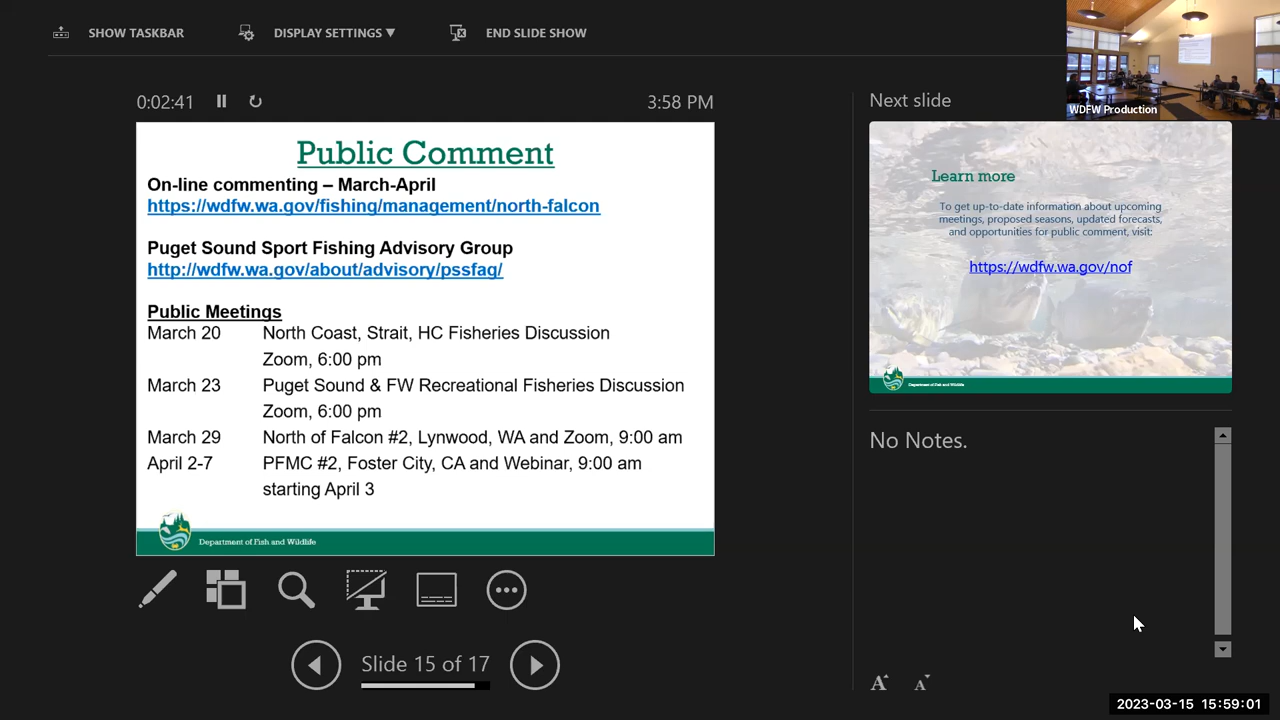 SHOW TASKBAR
DISPLAY SETTINGS ▼
END SLIDE SHOW
WDFW Production
0:02:41
3:58 PM
Public Comment
On-line commenting – March-April
https://wdfw.wa.gov/fishing/management/north-falcon
Puget Sound Sport Fishing Advisory Group
http://wdfw.wa.gov/about/advisory/pssfag/
Public Meetings
March 20 North Coast, Strait, HC Fisheries Discussion
Zoom, 6:00 pm
March 23 Puget Sound & FW Recreational Fisheries Discussion
Zoom, 6:00 pm
March 29 North of Falcon #2, Lynwood, WA and Zoom, 9:00 am
April 2-7 PFMC #2, Foster City, CA and Webinar, 9:00 am
starting April 3
Department of Fish and Wildlife
Slide 15 of 17
Next slide
Learn more
To get up-to-date information about upcoming
meetings, proposed seasons, updated forecasts,
and opportunities for public comment, visit:
https://wdfw.wa.gov/nof
Department of Fish and Wildlife
No Notes.
A A
2023-03-15 15:59:01